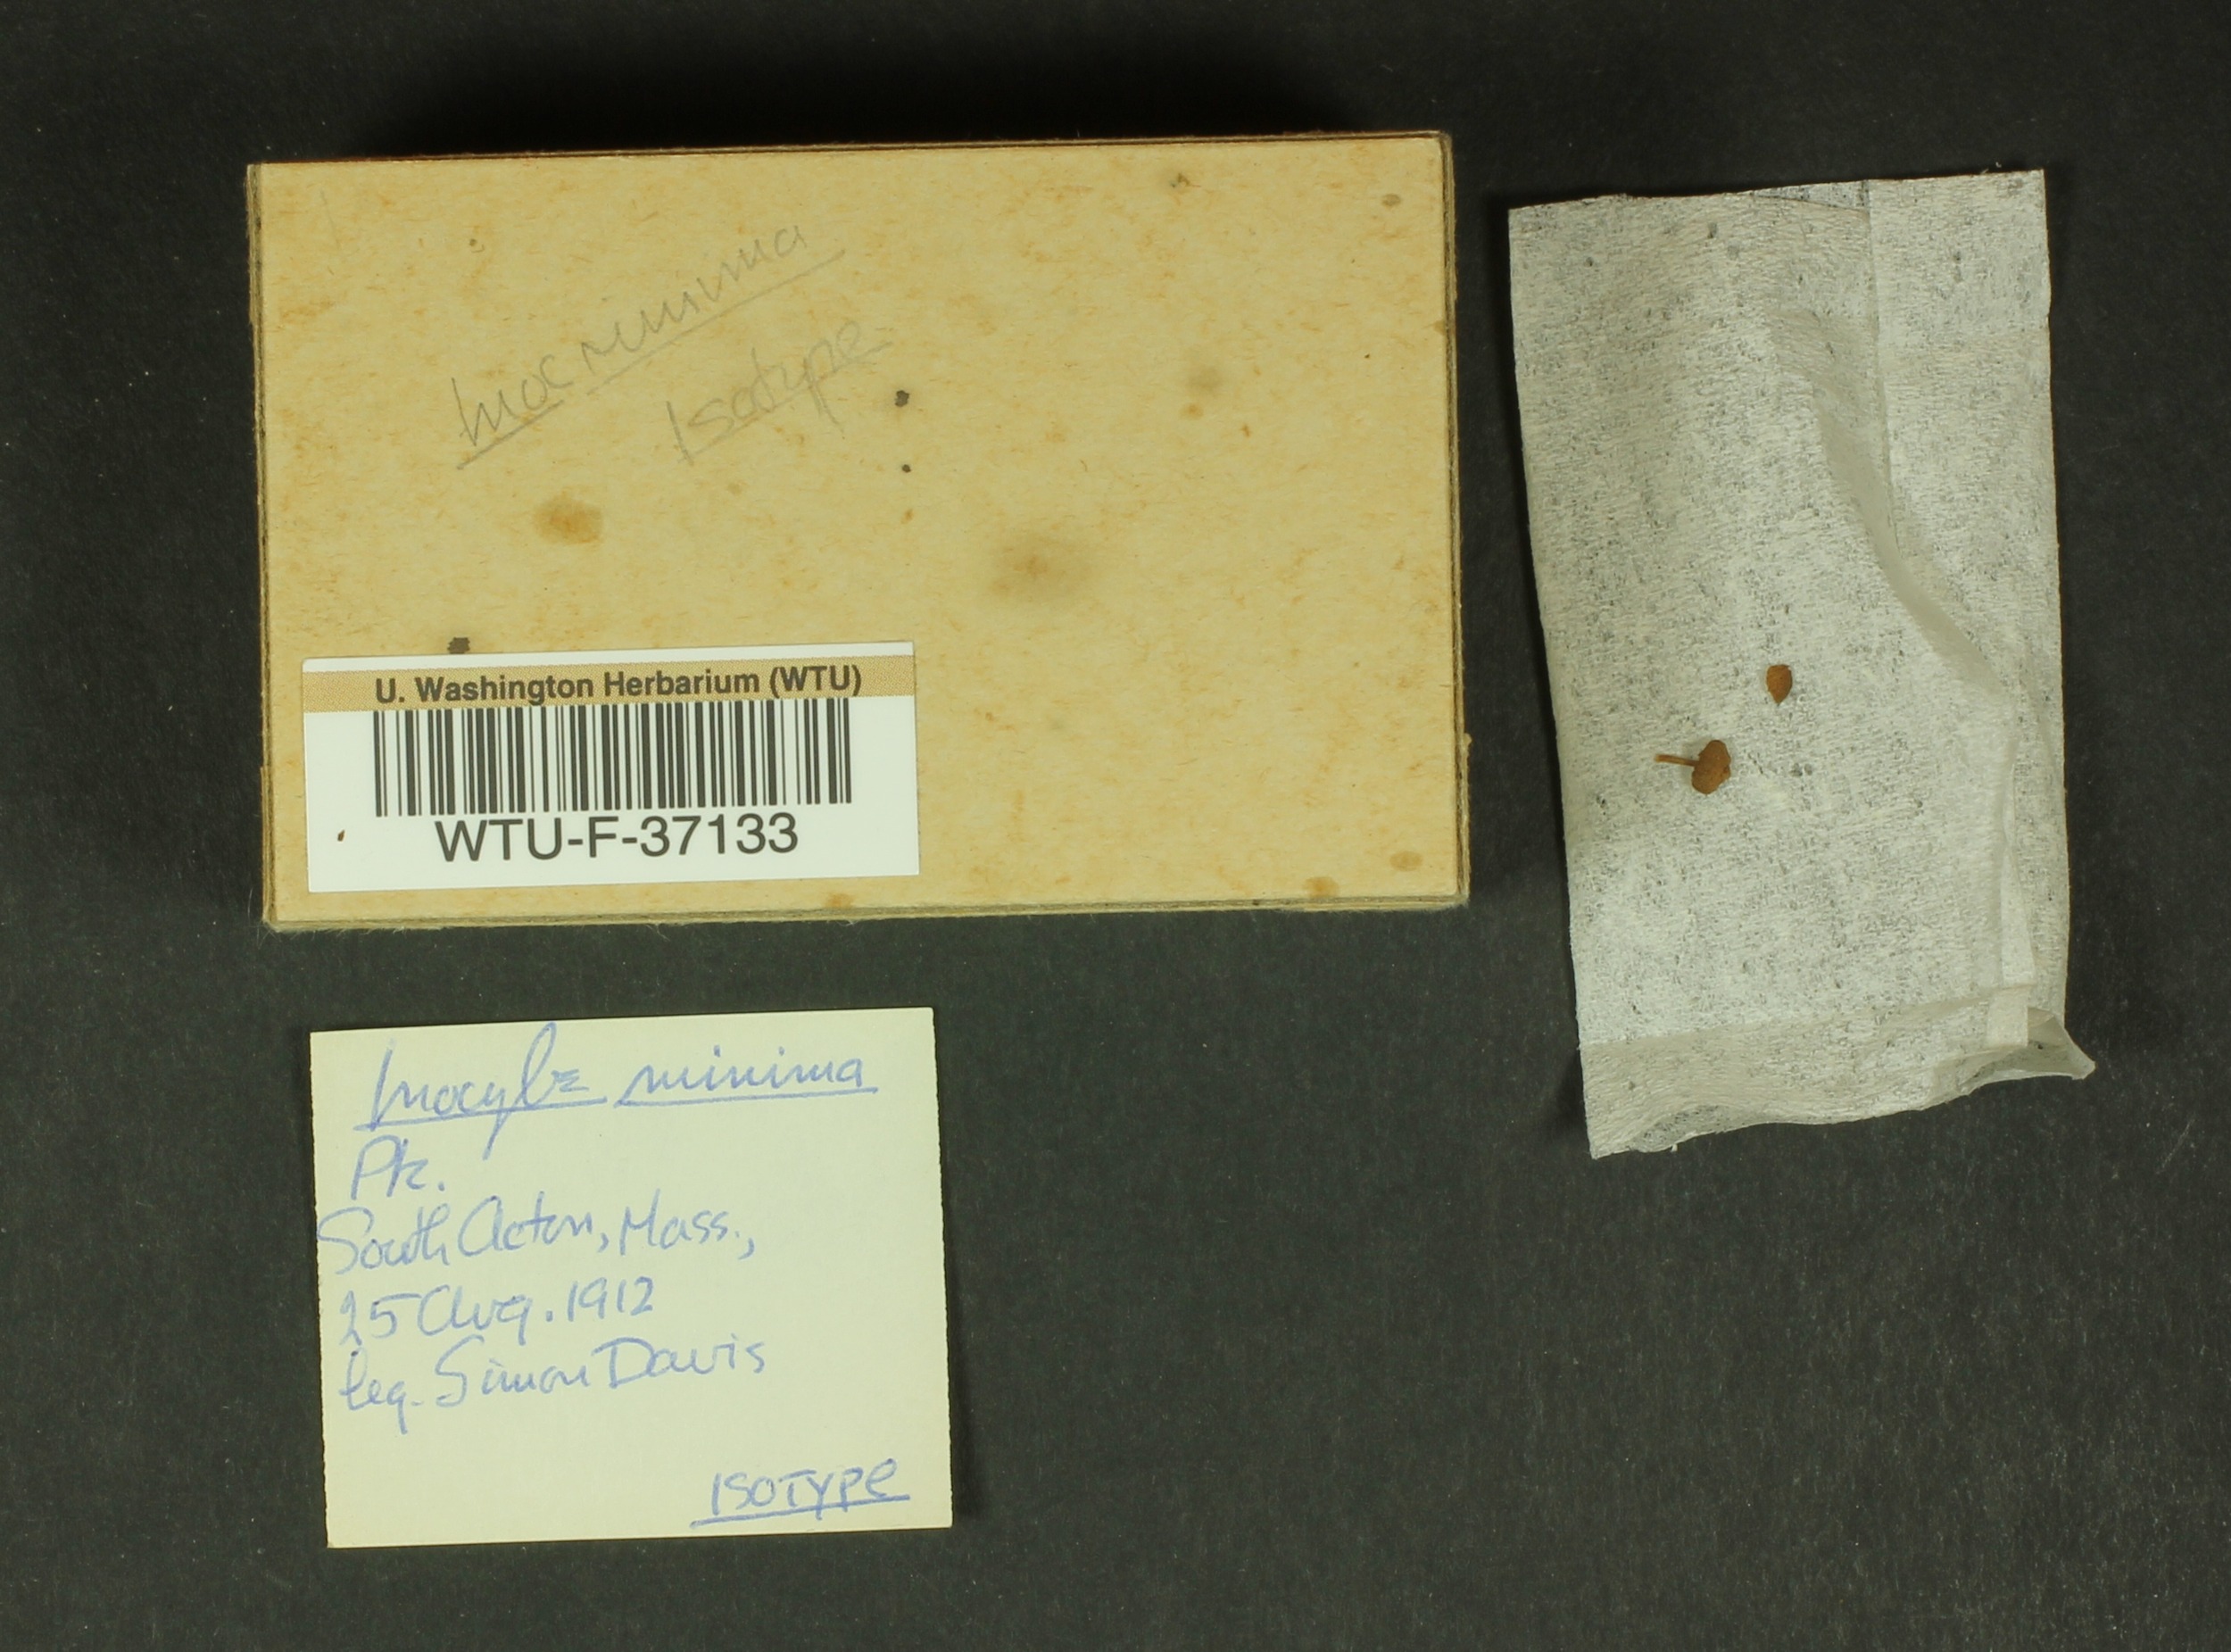 Inoc minima
Isotype
U. Washington Herbarium (WTU)
WTU-F-37133
Inocybe minima
Pk.
South Acton, Mass.,
25 Aug. 1912
leg. Simon Davis
ISOTYPE